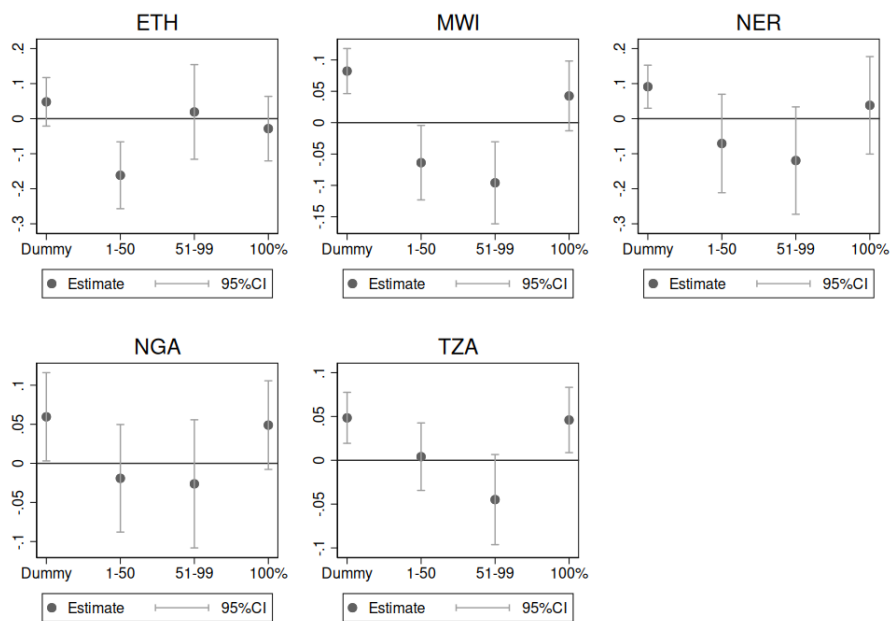 ETH
.2
.1
0
-.1
-.2
-.3
Dummy 1-50 51-99 100%
Estimate 95%CI
MWI
.1
.05
0
-.05
-.1
-.15
Dummy 1-50 51-99 100%
Estimate 95%CI
NER
.2
.1
0
-.1
-.2
-.3
Dummy 1-50 51-99 100%
Estimate 95%CI
NGA
.1
.05
0
-.05
-.1
Dummy 1-50 51-99 100%
Estimate 95%CI
TZA
.1
.05
0
-.05
-.1
Dummy 1-50 51-99 100%
Estimate 95%CI